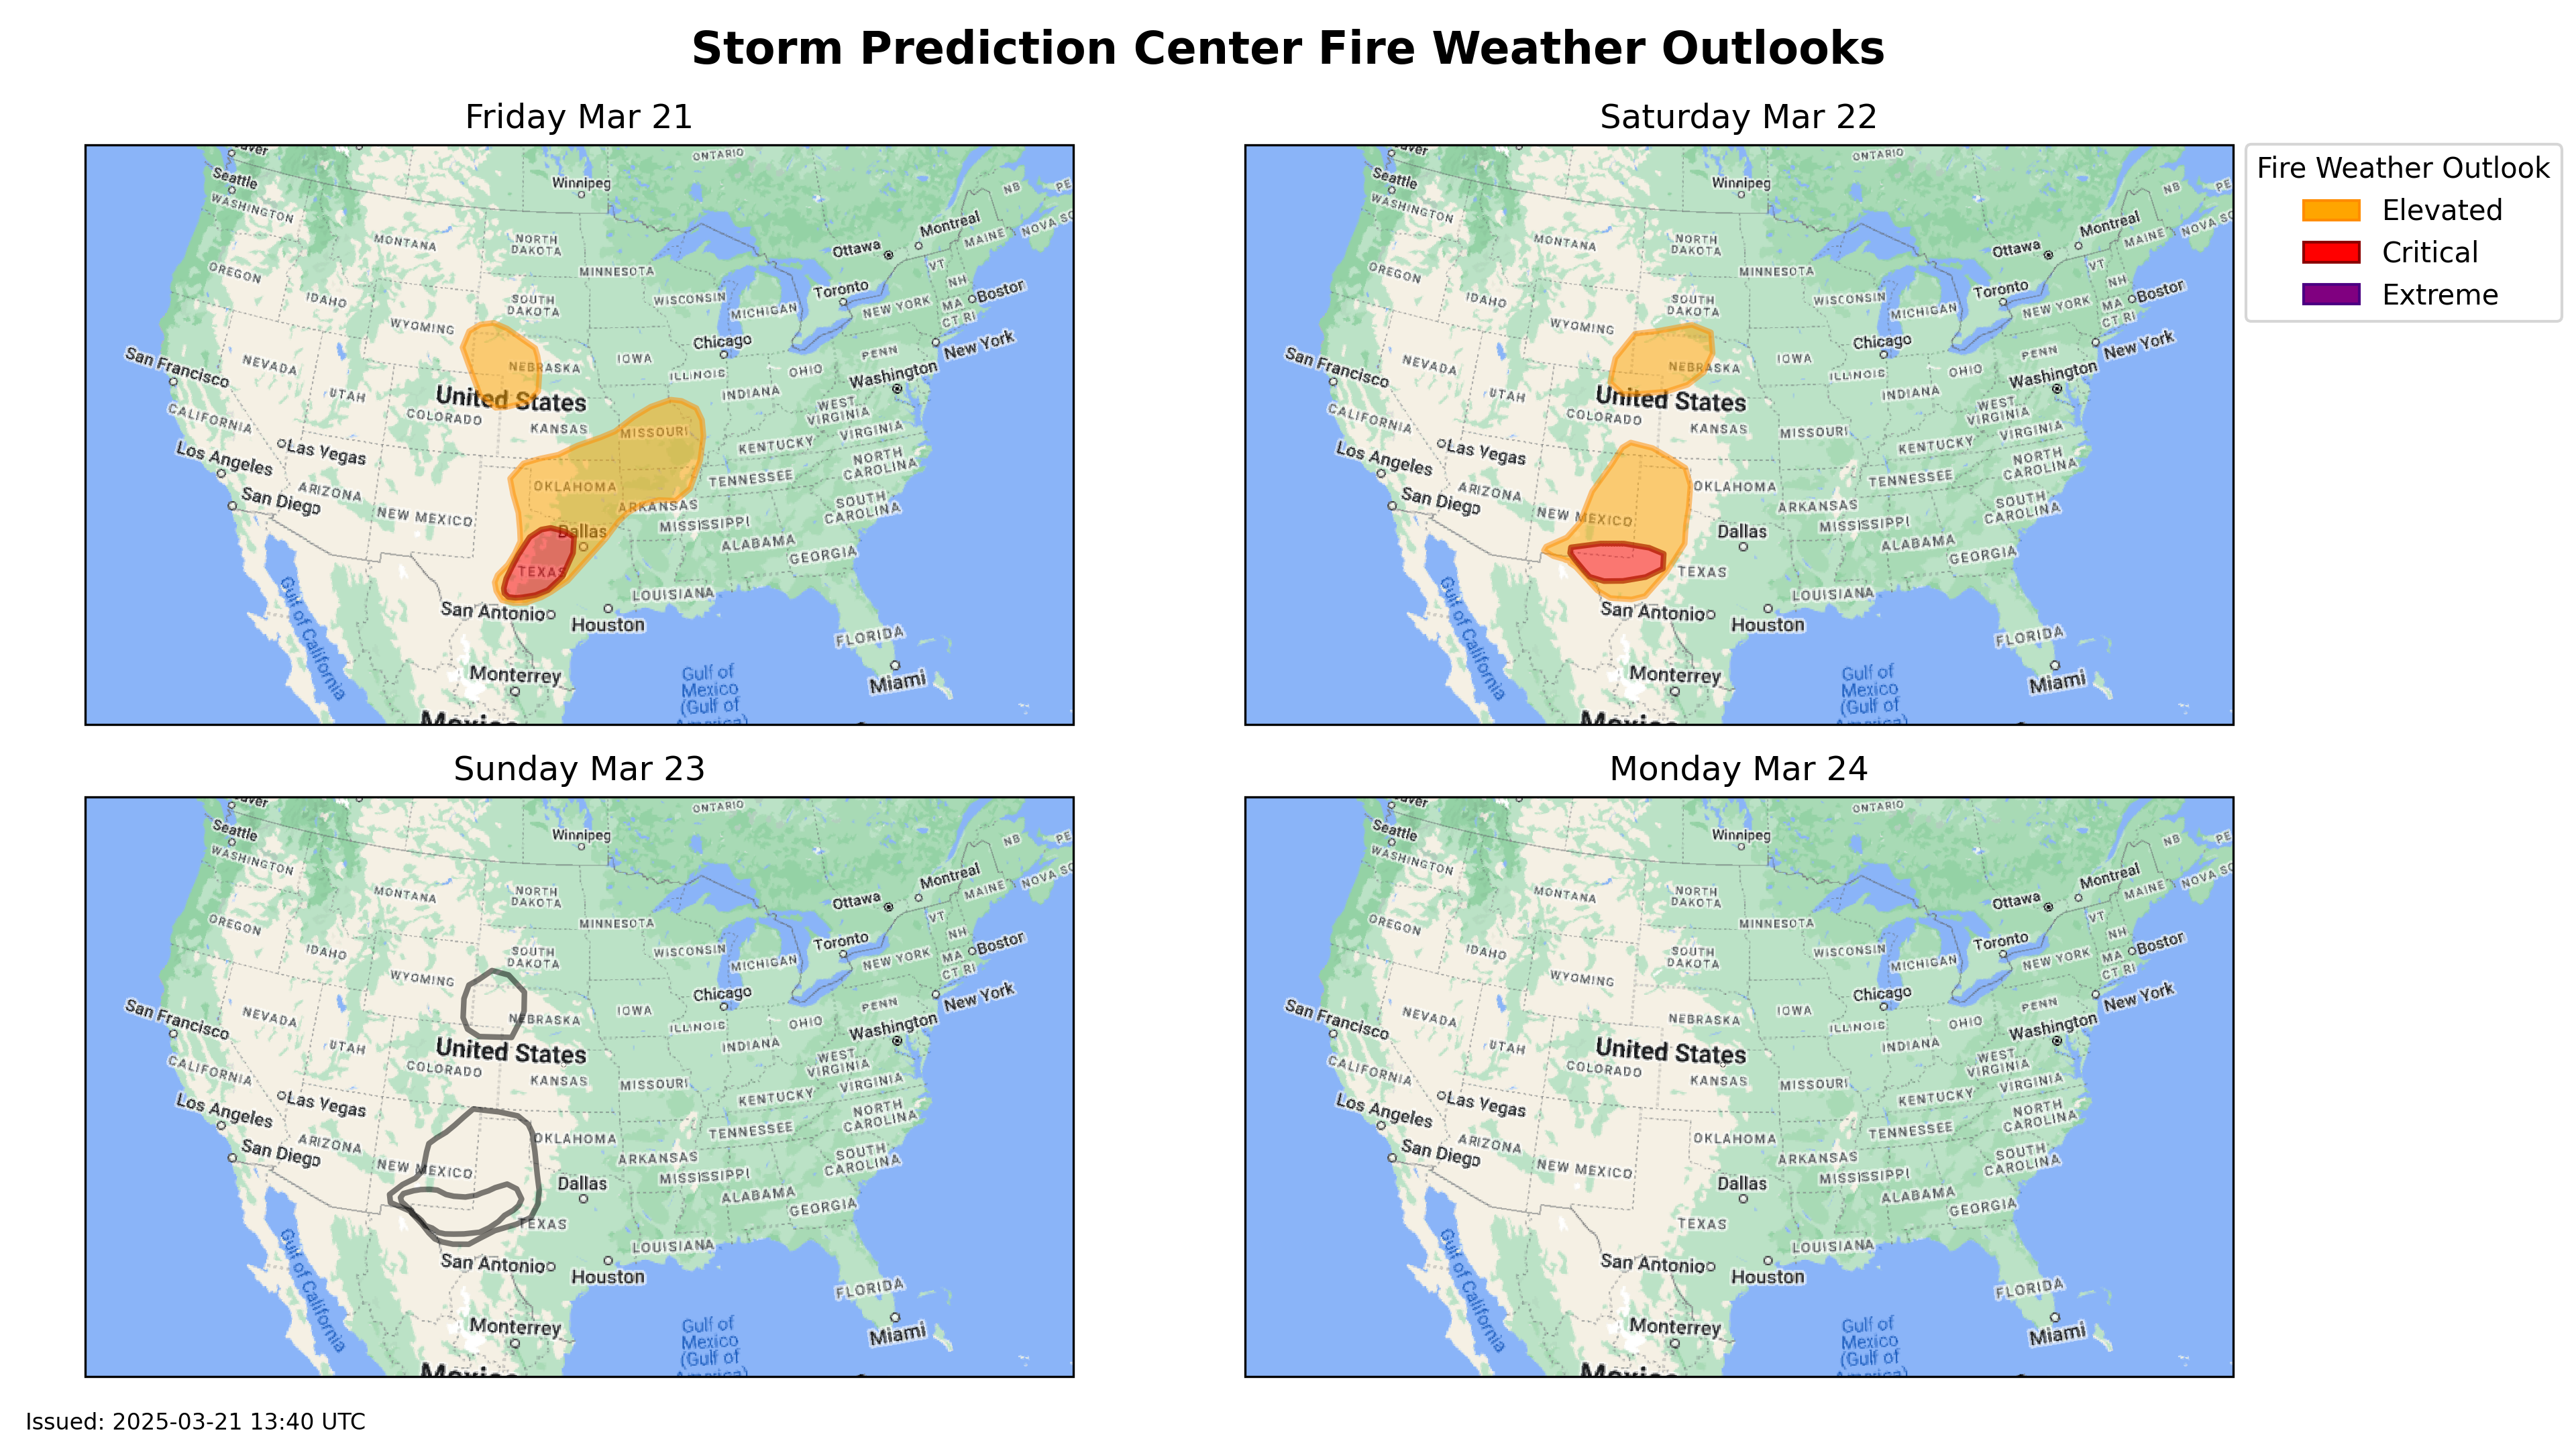 Storm Prediction Center Fire Weather Outlooks
Friday Mar 21
ONTARIO
Winnipeg
Seattle
WASHINGTON
MONTANA
NORTH
DAKOTA
MINNESOTA
Ottawa
Montreal
MAINE
NB
PE
NOVA SC
OREGON
IDAHO
WYOMING
SOUTH
DAKOTA
WISCONSIN
MICHIGAN
Toronto
VT
NH
MA
CT RI
NEW YORK
Boston
San Francisco
NEVADA
UTAH
NEBRASKA
IOWA
Chicago
ILLINOIS
INDIANA
OHIO
PENN
New York
Washington
United States
CALIFORNIA
COLORADO
KANSAS
MISSOURI
WEST
VIRGINIA
VIRGINIA
KENTUCKY
Las Vegas
Los Angeles
ARIZONA
San Diego
NEW MEXICO
OKLAHOMA
ARKANSAS
TENNESSEE
NORTH
CAROLINA
SOUTH
CAROLINA
Dallas
MISSISSIPPI
ALABAMA
GEORGIA
TEXAS
LOUISIANA
San Antonio
Houston
FLORIDA
Gulf of California
Monterrey
Gulf of
Mexico
(Gulf of
America)
Miami
Mexico
Saturday Mar 22
ONTARIO
Winnipeg
Seattle
WASHINGTON
MONTANA
NORTH
DAKOTA
MINNESOTA
Ottawa
Montreal
MAINE
NB
PE
NOVA SC
OREGON
IDAHO
WYOMING
SOUTH
DAKOTA
WISCONSIN
MICHIGAN
Toronto
VT
NH
MA
CT RI
NEW YORK
Boston
San Francisco
NEVADA
UTAH
NEBRASKA
IOWA
Chicago
ILLINOIS
INDIANA
OHIO
PENN
New York
Washington
United States
CALIFORNIA
COLORADO
KANSAS
MISSOURI
WEST
VIRGINIA
VIRGINIA
KENTUCKY
Las Vegas
Los Angeles
ARIZONA
San Diego
NEW MEXICO
OKLAHOMA
ARKANSAS
TENNESSEE
NORTH
CAROLINA
SOUTH
CAROLINA
Dallas
MISSISSIPPI
ALABAMA
GEORGIA
TEXAS
LOUISIANA
San Antonio
Houston
FLORIDA
Gulf of California
Monterrey
Gulf of
Mexico
(Gulf of
America)
Miami
Mexico
Fire Weather Outlook
Elevated
Critical
Extreme
Sunday Mar 23
ONTARIO
Winnipeg
Seattle
WASHINGTON
MONTANA
NORTH
DAKOTA
MINNESOTA
Ottawa
Montreal
MAINE
NB
PE
NOVA SC
OREGON
IDAHO
WYOMING
SOUTH
DAKOTA
WISCONSIN
MICHIGAN
Toronto
VT
NH
MA
CT RI
NEW YORK
Boston
San Francisco
NEVADA
UTAH
NEBRASKA
IOWA
Chicago
ILLINOIS
INDIANA
OHIO
PENN
New York
Washington
United States
CALIFORNIA
COLORADO
KANSAS
MISSOURI
WEST
VIRGINIA
VIRGINIA
KENTUCKY
Las Vegas
Los Angeles
ARIZONA
San Diego
NEW MEXICO
OKLAHOMA
ARKANSAS
TENNESSEE
NORTH
CAROLINA
SOUTH
CAROLINA
Dallas
MISSISSIPPI
ALABAMA
GEORGIA
TEXAS
LOUISIANA
San Antonio
Houston
FLORIDA
Gulf of California
Monterrey
Gulf of
Mexico
(Gulf of
America)
Miami
Mexico
Monday Mar 24
ONTARIO
Winnipeg
Seattle
WASHINGTON
MONTANA
NORTH
DAKOTA
MINNESOTA
Ottawa
Montreal
MAINE
NB
PE
NOVA SC
OREGON
IDAHO
WYOMING
SOUTH
DAKOTA
WISCONSIN
MICHIGAN
Toronto
VT
NH
MA
CT RI
NEW YORK
Boston
San Francisco
NEVADA
UTAH
NEBRASKA
IOWA
Chicago
ILLINOIS
INDIANA
OHIO
PENN
New York
Washington
United States
CALIFORNIA
COLORADO
KANSAS
MISSOURI
WEST
VIRGINIA
VIRGINIA
KENTUCKY
Las Vegas
Los Angeles
ARIZONA
San Diego
NEW MEXICO
OKLAHOMA
ARKANSAS
TENNESSEE
NORTH
CAROLINA
SOUTH
CAROLINA
Dallas
MISSISSIPPI
ALABAMA
GEORGIA
TEXAS
LOUISIANA
San Antonio
Houston
FLORIDA
Gulf of California
Monterrey
Gulf of
Mexico
(Gulf of
America)
Miami
Mexico
Issued: 2025-03-21 13:40 UTC